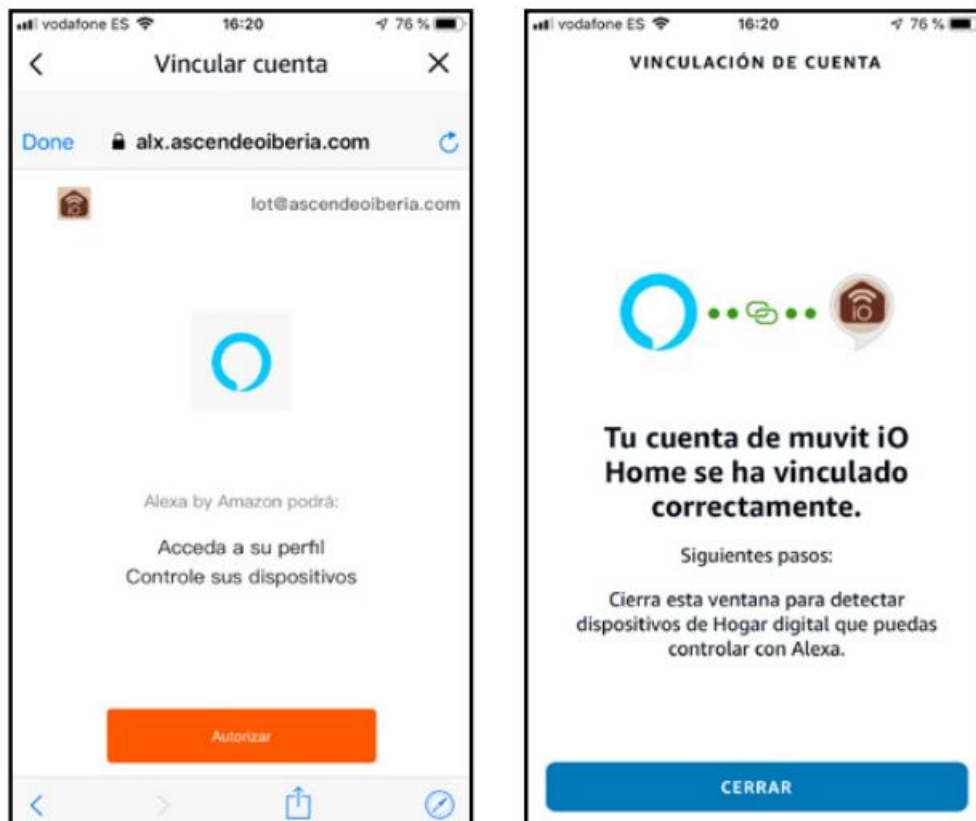 vodafone ES 16:20 76 %
Vincular cuenta
Done alx.ascendeoiberia.com
iO
lot@ascendeoiberia.com
Alexa by Amazon podrá:
Acceda a su perfil
Controle sus dispositivos
Autorizar
vodafone ES 16:20 76 %
VINCULACIÓN DE CUENTA
iO
Tu cuenta de muvit iO
Home se ha vinculado
correctamente.
Siguientes pasos:
Cierra esta ventana para detectar
dispositivos de Hogar digital que puedas
controlar con Alexa.
CERRAR